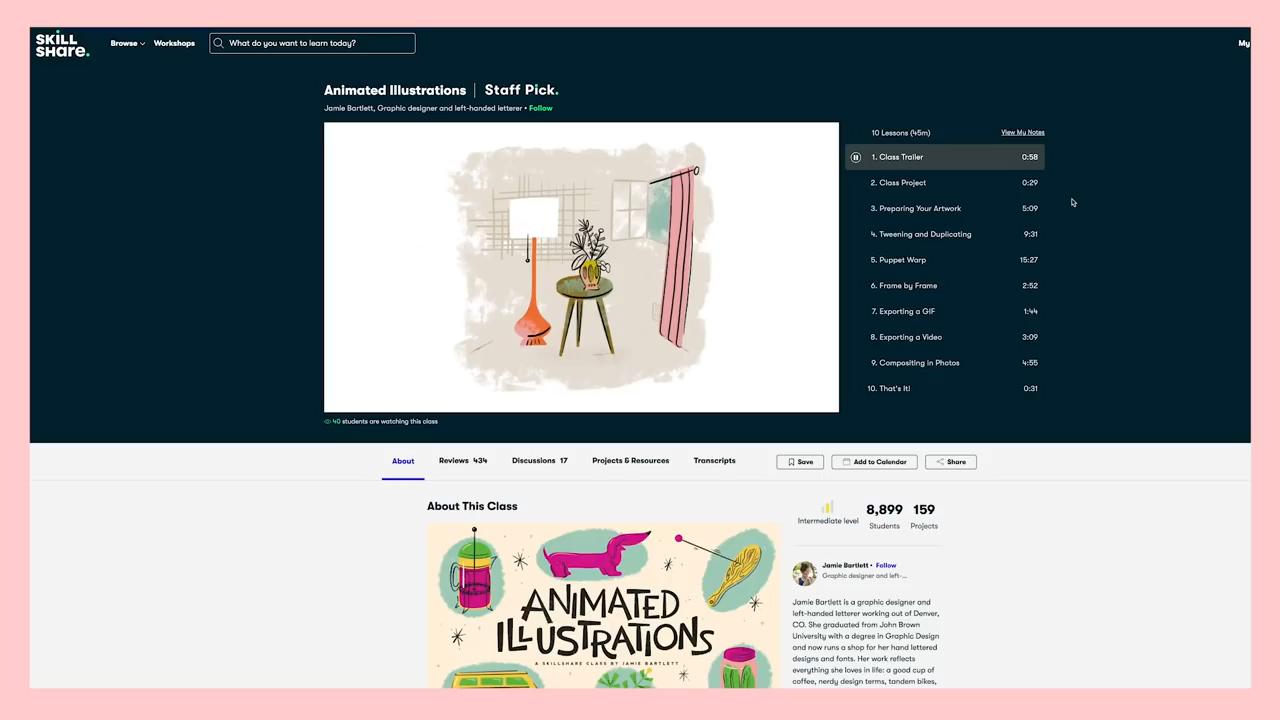 SKILL
SHARE.
Browse
Workshops
What do you want to learn today?
My
Animated Illustrations | Staff Pick.
Jamie Bartlett, Graphic designer and left-handed letterer • Follow
10 Lessons (45m)
View My Notes
1. Class Trailer 0:58
2. Class Project 0:29
3. Preparing Your Artwork 5:09
4. Tweening and Duplicating 9:31
5. Puppet Warp 15:27
6. Frame by Frame 2:52
7. Exporting a GIF 1:44
8. Exporting a Video 3:09
9. Compositing in Photos 4:55
10. That's It! 0:31
40 students are watching this class
About
Reviews 434
Discussions 17
Projects & Resources
Transcripts
Save
Add to Calendar
Share
About This Class
ANIMATED
ILLUSTRATIONS
A SKILLSHARE CLASS BY JAMIE BARTLETT
Intermediate level
8,899
Students
159
Projects
Jamie Bartlett • Follow
Graphic designer and left-...
Jamie Bartlett is a graphic designer and
left-handed letterer working out of Denver,
CO. She graduated from John Brown
University with a degree in Graphic Design
and now runs a shop for her hand lettered
designs and fonts. Her work reflects
everything she loves in life: a good cup of
coffee, nerdy design terms, tandem bikes,